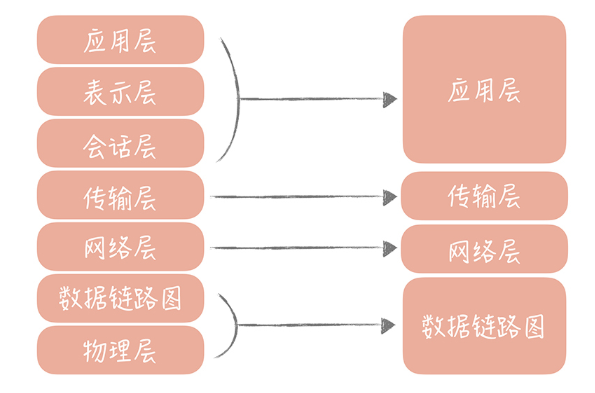 应用层
表示层
会话层
传输层
网络层
数据链路图
物理层
应用层
传输层
网络层
数据链路图